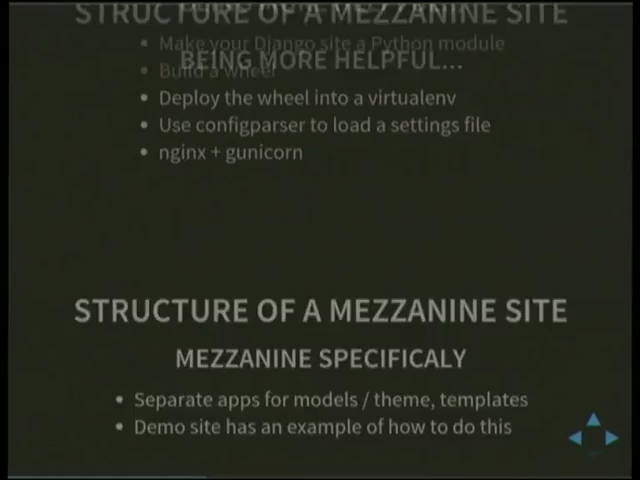 STRUCTURE OF A MEZZANINE SITE
Make your Django site a Python module
BEING MORE HELPFUL...
Build a wheel
Deploy the wheel into a virtualenv
Use configparser to load a settings file
nginx + gunicorn
STRUCTURE OF A MEZZANINE SITE
MEZZANINE SPECIFICALY
Separate apps for models / theme, templates
Demo site has an example of how to do this